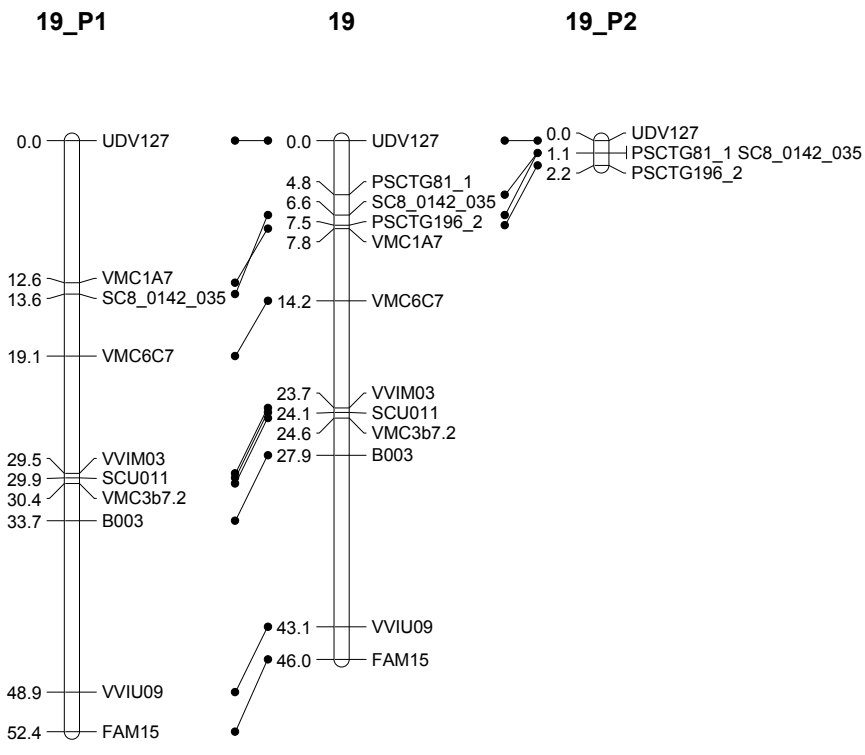 19_P1
0.0 UDV127
12.6 VMC1A7
13.6 SC8_0142_035
19.1 VMC6C7
29.5 VVIM03
29.9 SCU011
30.4 VMC3b7.2
33.7 B003
48.9 VVIU09
52.4 FAM15
19
0.0 UDV127
4.8 PSCTG81_1
6.6 SC8_0142_035
7.5 PSCTG196_2
7.8 VMC1A7
14.2 VMC6C7
23.7 VVIM03
24.1 SCU011
24.6 VMC3b7.2
27.9 B003
43.1 VVIU09
46.0 FAM15
19_P2
0.0 UDV127
1.1 PSCTG81_1 SC8_0142_035
2.2 PSCTG196_2